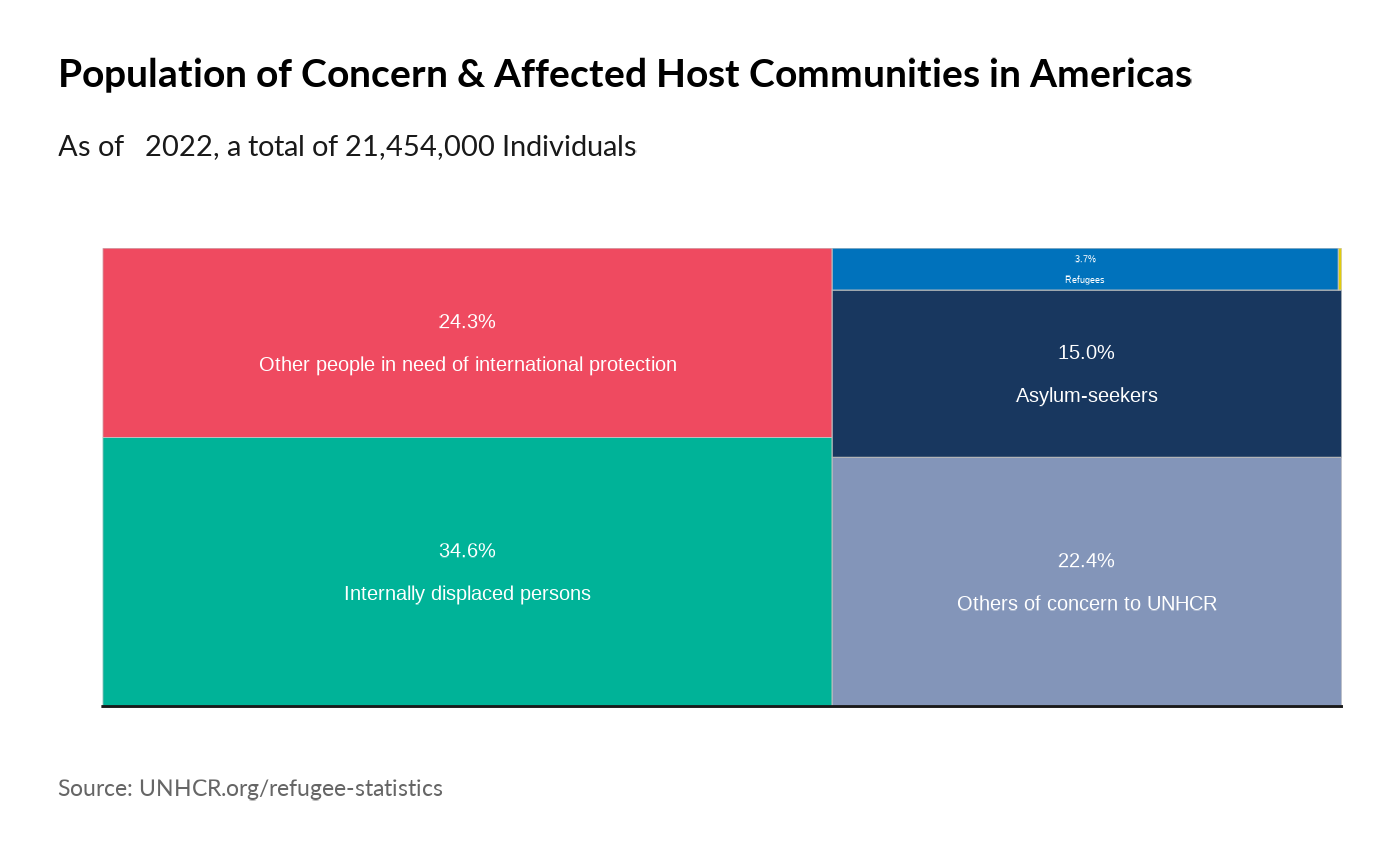 Population of Concern & Affected Host Communities in Americas
As of 2022, a total of 21,454,000 Individuals
24.3%
Other people in need of international protection
34.6%
Internally displaced persons
3.7%
Refugees
15.0%
Asylum-seekers
22.4%
Others of concern to UNHCR
Source: UNHCR.org/refugee-statistics